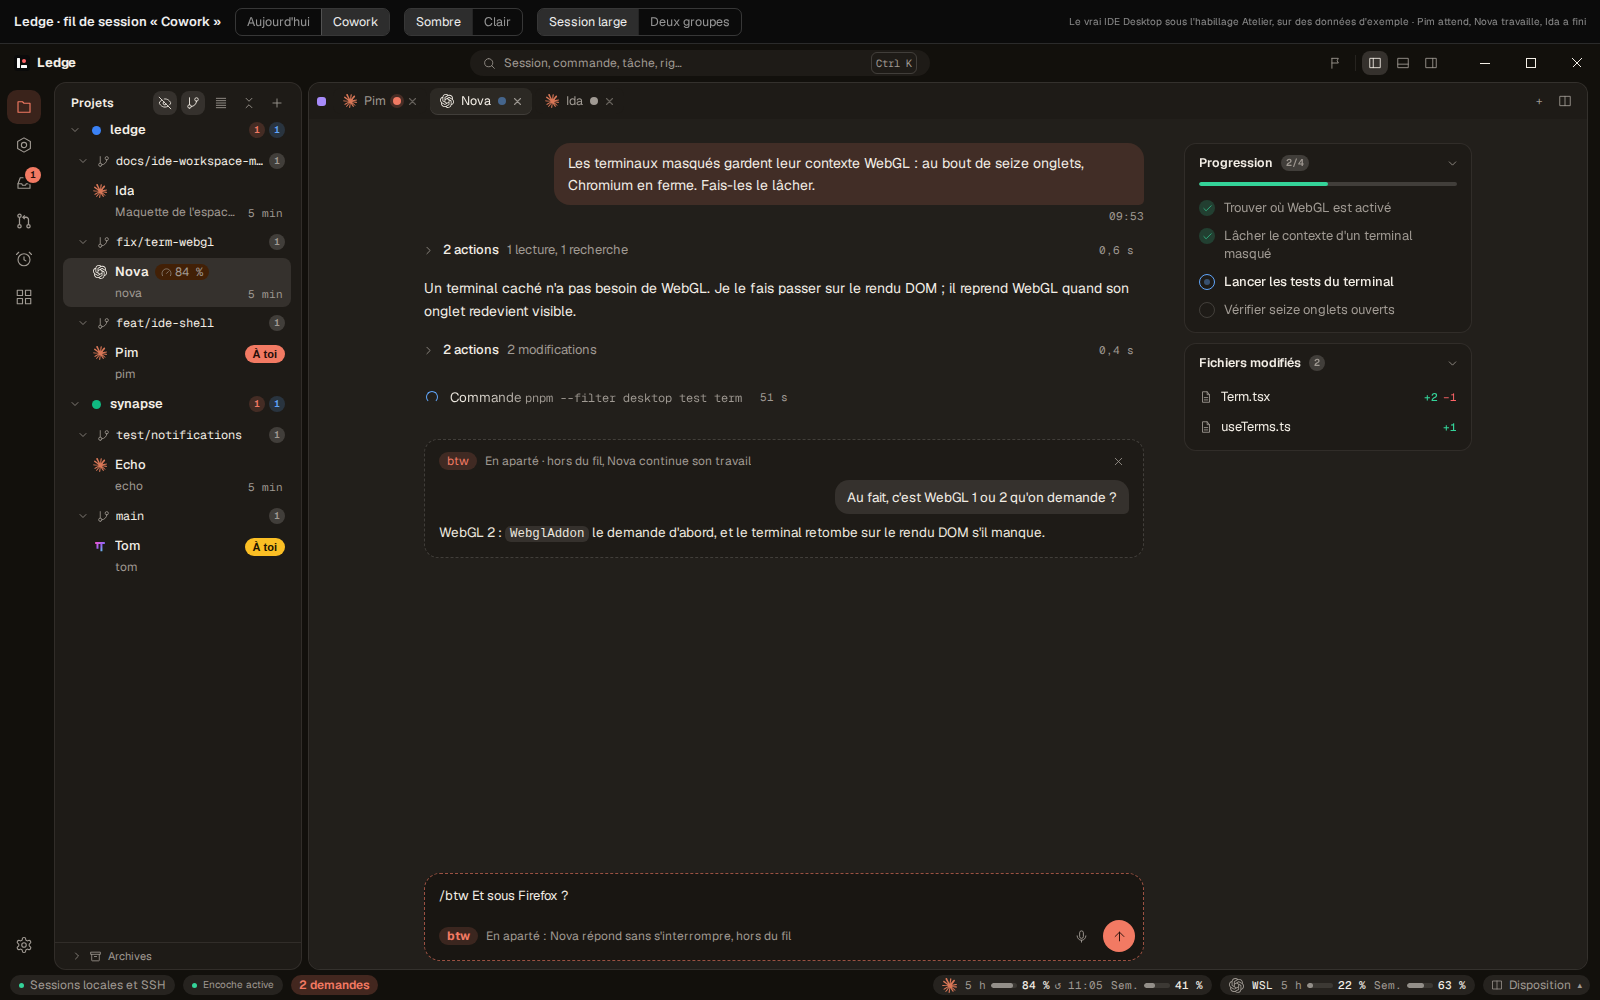 Ledge · fil de session « Cowork » Aujourd'hui Cowork Sombre Clair Session large Deux groupes Le vrai IDE Desktop sous l'habillage Atelier, sur des données d'exemple · Pim attend, Nova travaille, Ida a fini
Ledge Session, commande, tâche, rig... Ctrl K
Projets
ledge 1 1
docs/ide-workspace-m… 1
Ida
Maquette de l'espac… 5 min
fix/term-webgl 1
Nova 84 %
nova 5 min
feat/ide-shell 1
Pim À toi
pim
synapse 1 1
test/notifications 1
Echo
echo 5 min
main 1
Tom À toi
tom
Archives
1
Pim Nova Ida
Les terminaux masqués gardent leur contexte WebGL : au bout de seize onglets,
Chromium en ferme. Fais-les le lâcher.
09:53
2 actions 1 lecture, 1 recherche 0,6 s
Un terminal caché n'a pas besoin de WebGL. Je le fais passer sur le rendu DOM ; il reprend WebGL quand son
onglet redevient visible.
2 actions 2 modifications 0,4 s
Commande pnpm --filter desktop test term 51 s
btw En aparté · hors du fil, Nova continue son travail
Au fait, c'est WebGL 1 ou 2 qu'on demande ?
WebGL 2 : WebglAddon le demande d'abord, et le terminal retombe sur le rendu DOM s'il manque.
/btw Et sous Firefox ?
btw En aparté : Nova répond sans s'interrompre, hors du fil
Progression 2/4
Trouver où WebGL est activé
Lâcher le contexte d'un terminal
masqué
Lancer les tests du terminal
Vérifier seize onglets ouverts
Fichiers modifiés 2
Term.tsx +2 −1
useTerms.ts +1
Sessions locales et SSH Encoche active 2 demandes 5 h 84 % ↺ 11:05 Sem. 41 % WSL 5 h 22 % Sem. 63 % Disposition